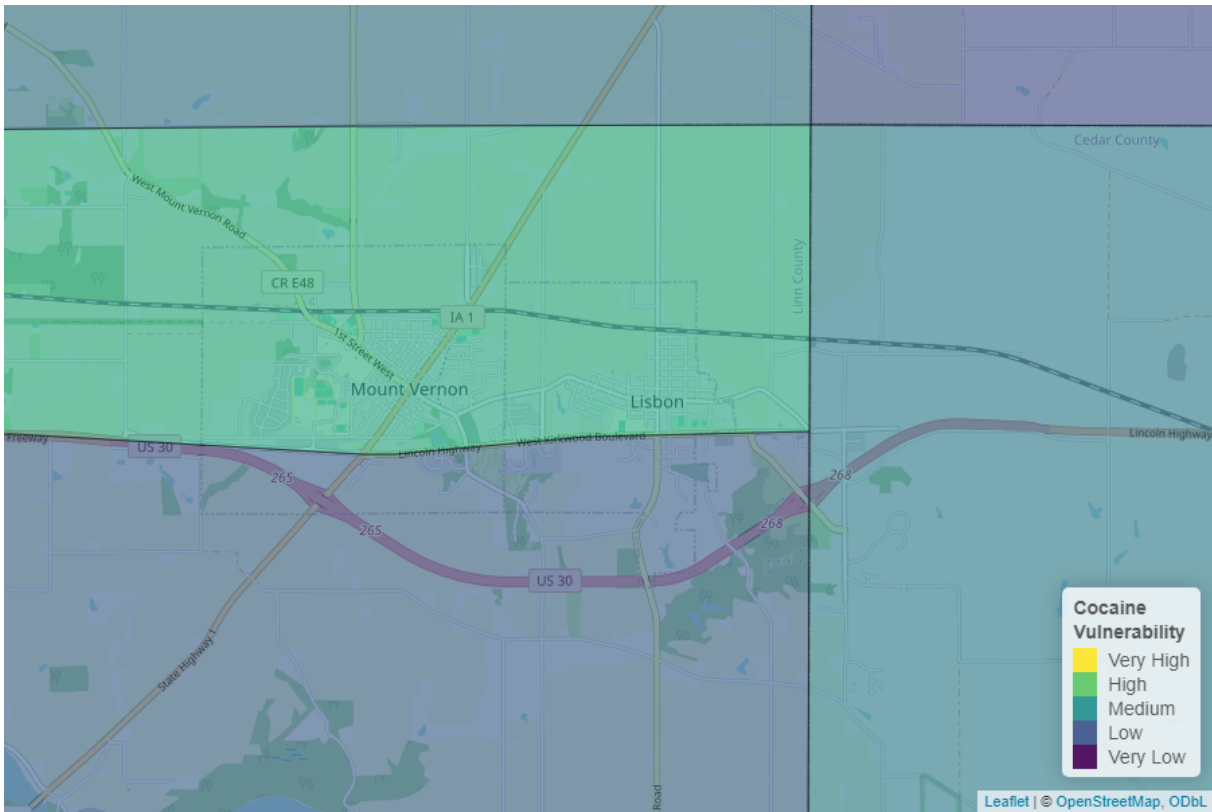 Cedar County
West Mount Vernon Road
Linn County
CR E48
IA 1
1st Street West
Mount Vernon
Lisbon
Freeway
US 30
Lincoln Highway
West Kirkwood Boulevard
Lincoln Highway
265
268
265
268
US 30
State Highway 1
Road
Cocaine
Vulnerability
Very High
High
Medium
Low
Very Low
Leaflet | © OpenStreetMap, ODbL